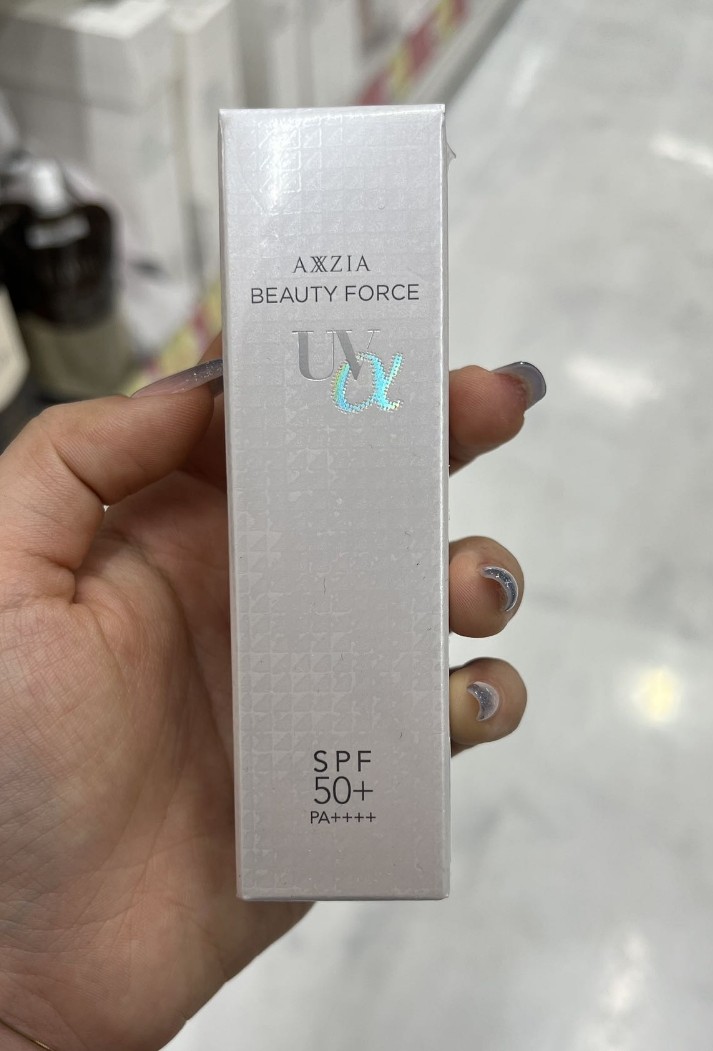 AXXZIA
BEAUTY FORCE
UVα
SPF
50+
PA++++